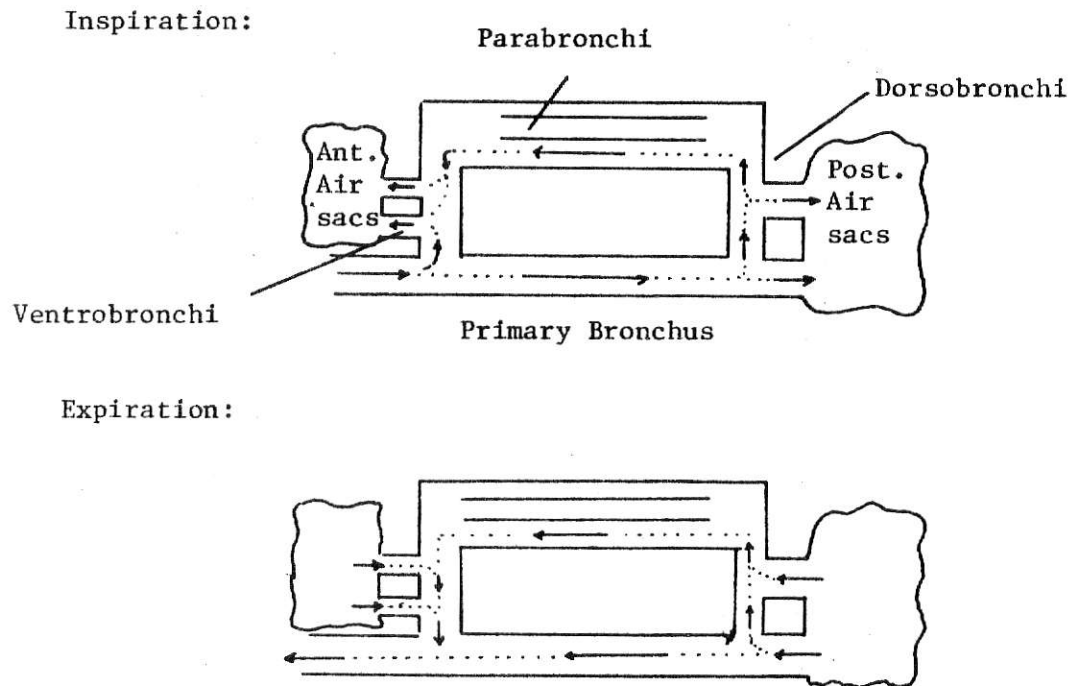 Inspiration:
Parabronchi
Dorsobronchi
Ant.
Air
sacs
Post.
Air
sacs
Ventrobronchi
Primary Bronchus
Expiration: